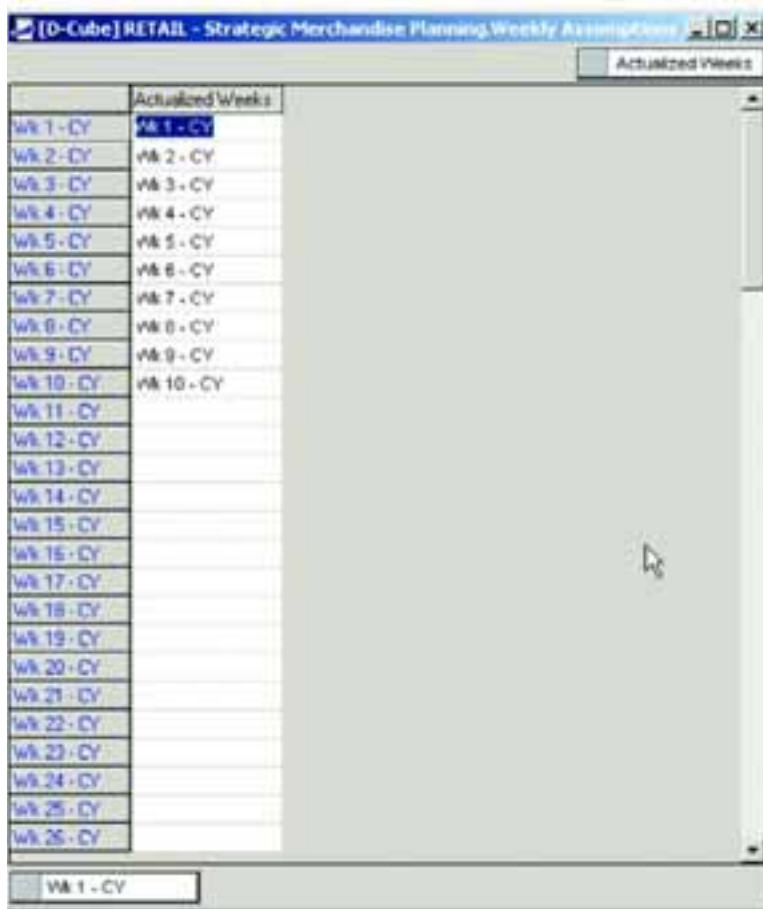 [D-Cube] RETAIL - Strategic Merchandise Planning.Weekly Assumptions
Actualized Weeks
Actualized Weeks
Wk 1 - CY Wk 1 - CY
Wk 2 - CY Wk 2 - CY
Wk 3 - CY Wk 3 - CY
Wk 4 - CY Wk 4 - CY
Wk 5 - CY Wk 5 - CY
Wk 6 - CY Wk 6 - CY
Wk 7 - CY Wk 7 - CY
Wk 8 - CY Wk 8 - CY
Wk 9 - CY Wk 9 - CY
Wk 10 - CY Wk 10 - CY
Wk 11 - CY
Wk 12 - CY
Wk 13 - CY
Wk 14 - CY
Wk 15 - CY
Wk 16 - CY
Wk 17 - CY
Wk 18 - CY
Wk 19 - CY
Wk 20 - CY
Wk 21 - CY
Wk 22 - CY
Wk 23 - CY
Wk 24 - CY
Wk 25 - CY
Wk 26 - CY
Wk 1 - CY